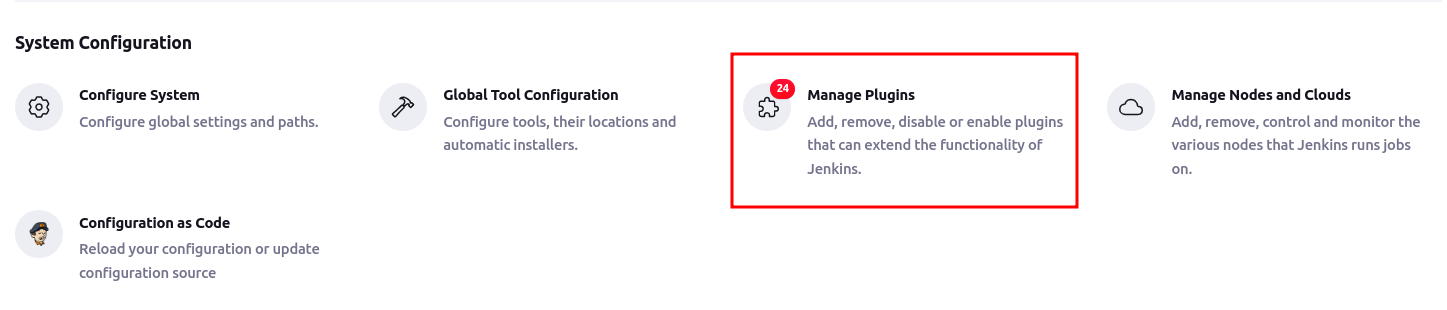 System Configuration
Configure System
Configure global settings and paths.
Global Tool Configuration
Configure tools, their locations and
automatic installers.
24
Manage Plugins
Add, remove, disable or enable plugins
that can extend the functionality of
Jenkins.
Manage Nodes and Clouds
Add, remove, control and monitor the
various nodes that Jenkins runs jobs
on.
Configuration as Code
Reload your configuration or update
configuration source